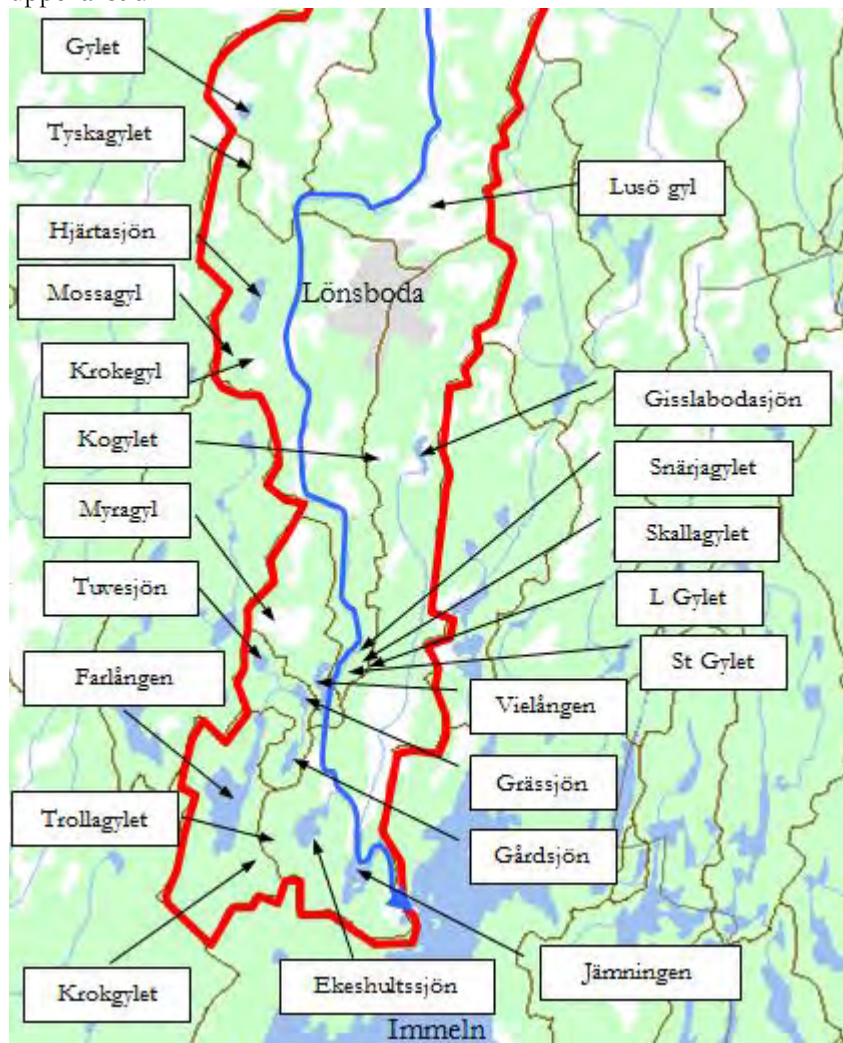 Gylet
Tyskagylet
Lusö gyl
Hjärtasjön
Mossagyl
Lönsboda
Krokegyl
Gisslabodasjön
Kogylet
Snärjagylet
Myragyl
Skallagylet
Tuvesjön
L Gylet
St Gylet
Farlången
Vielången
Grässjön
Trollagylet
Gårdsjön
Krokgylet
Ekeshultssjön
Jämningen
Immeln